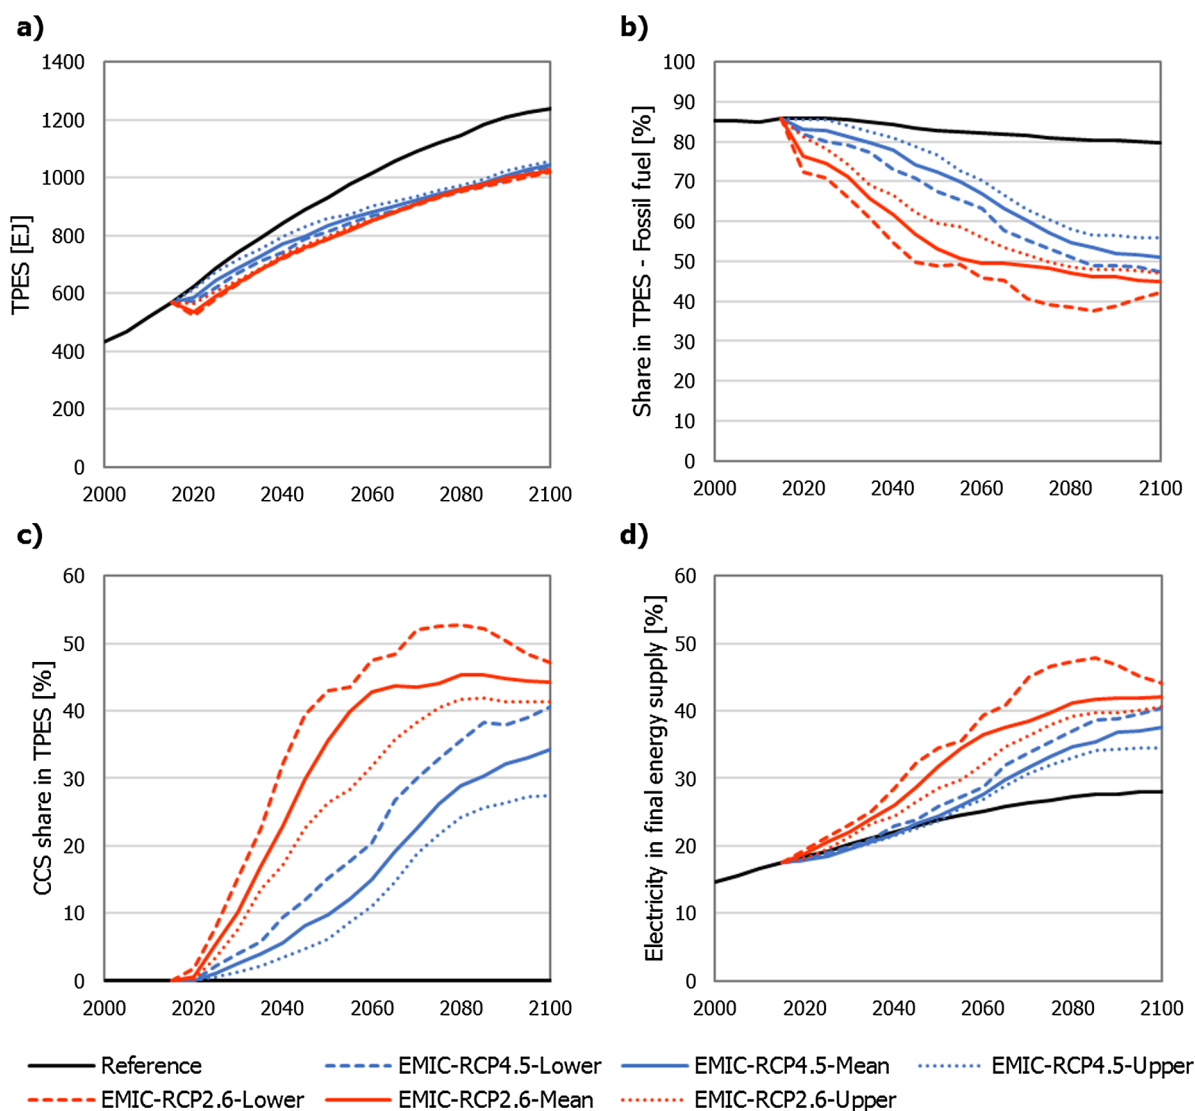 a)
TPES [EJ]
1400
1200
1000
800
600
400
200
0
2000 2020 2040 2060 2080 2100
b)
Share in TPES - Fossil fuel [%]
100
90
80
70
60
50
40
30
20
10
0
2000 2020 2040 2060 2080 2100
c)
CCS share in TPES [%]
60
50
40
30
20
10
0
2000 2020 2040 2060 2080 2100
d)
Electricity in final energy supply [%]
60
50
40
30
20
10
0
2000 2020 2040 2060 2080 2100
Reference EMIC-RCP4.5-Lower EMIC-RCP4.5-Mean EMIC-RCP4.5-Upper
EMIC-RCP2.6-Lower EMIC-RCP2.6-Mean EMIC-RCP2.6-Upper